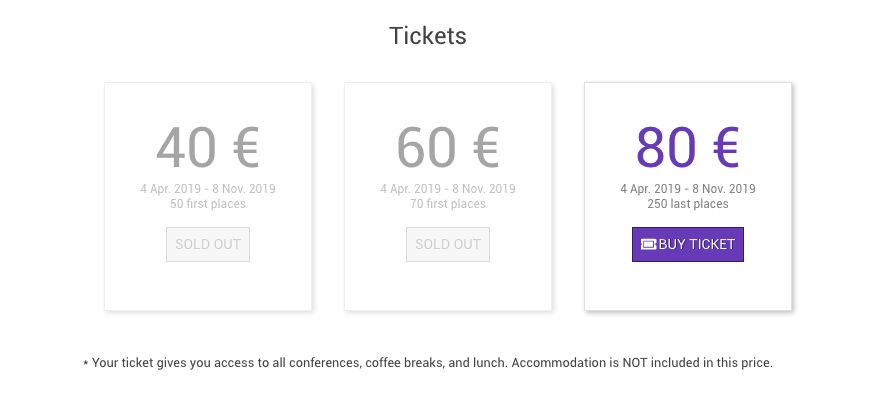 Tickets
40 €
4 Apr. 2019 - 8 Nov. 2019
50 first places
SOLD OUT
60 €
4 Apr. 2019 - 8 Nov. 2019
70 first places
SOLD OUT
80 €
4 Apr. 2019 - 8 Nov. 2019
250 last places
BUY TICKET
* Your ticket gives you access to all conferences, coffee breaks, and lunch. Accommodation is NOT included in this price.